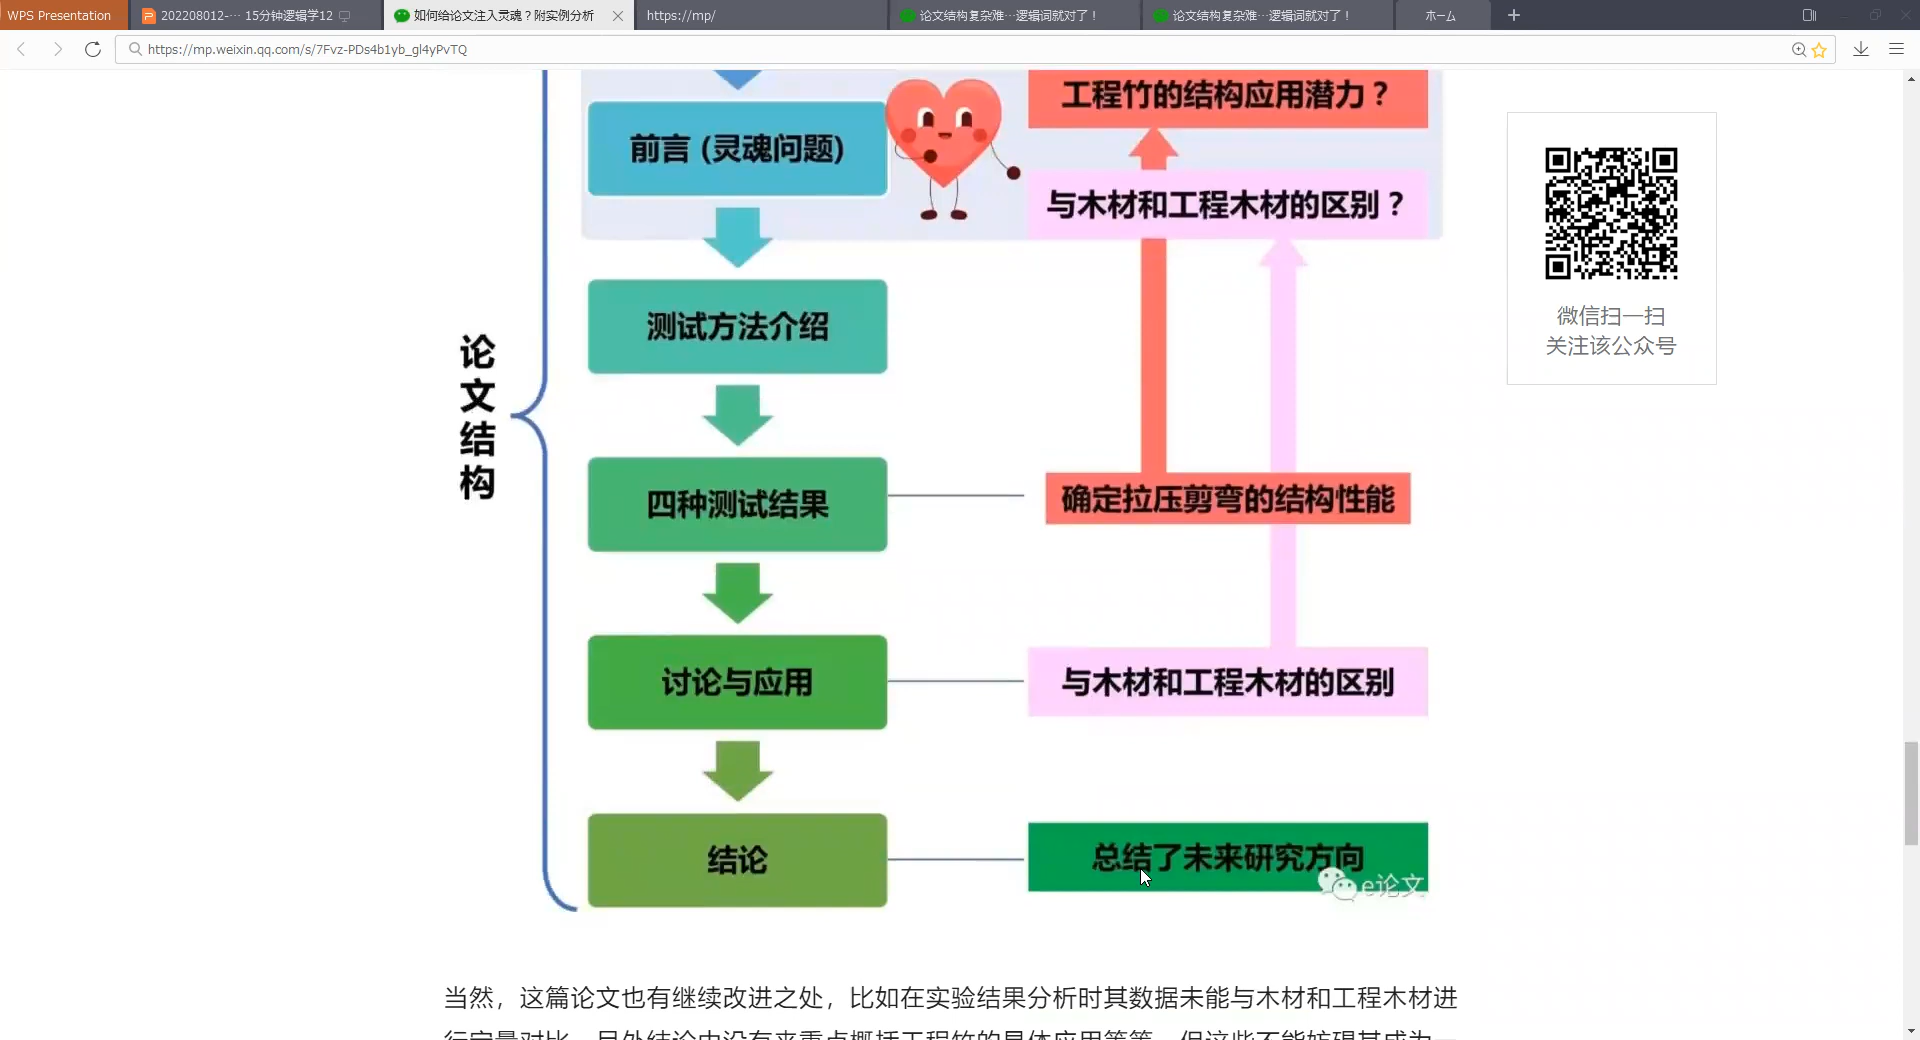 WPS Presentation
202208012-··· 15分钟逻辑学12
如何给论文注入灵魂？附实例分析
https://mp/
论文结构复杂难···逻辑词就对了！
论文结构复杂难···逻辑词就对了！
ホーム
https://mp.weixin.qq.com/s/7Fvz-PDs4b1yb_gl4yPvTQ
工程竹的结构应用潜力？
前言 (灵魂问题)
与木材和工程木材的区别？
测试方法介绍
论文结构
四种测试结果
确定拉压剪弯的结构性能
讨论与应用
与木材和工程木材的区别
结论
总结了未来研究方向
e论文
微信扫一扫
关注该公众号
当然，这篇论文也有继续改进之处，比如在实验结果分析时其数据未能与木材和工程木材进